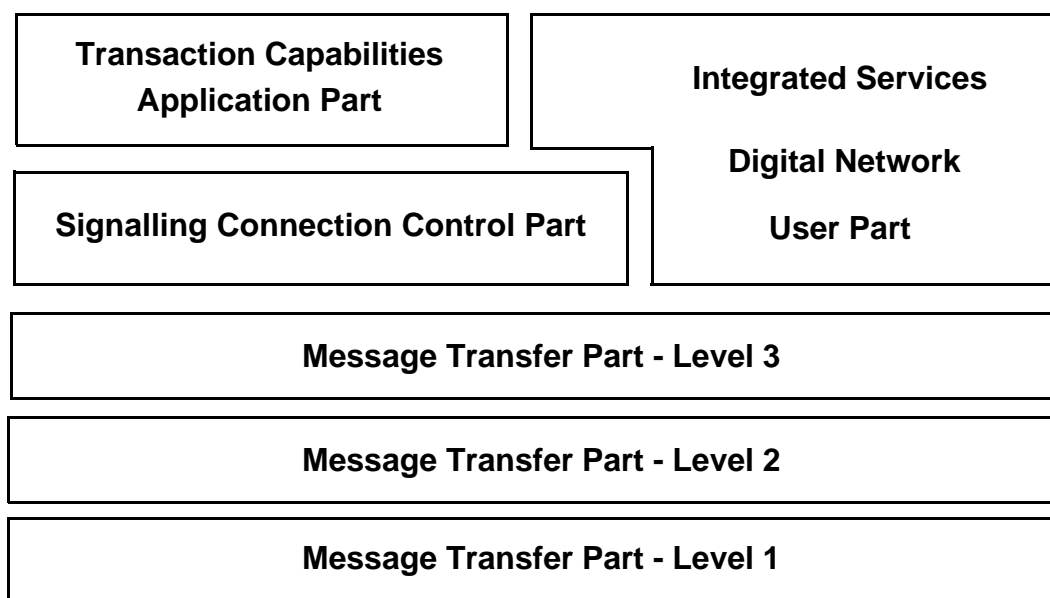 Transaction Capabilities
Application Part
Integrated Services
Digital Network
User Part
Signalling Connection Control Part
Message Transfer Part - Level 3
Message Transfer Part - Level 2
Message Transfer Part - Level 1